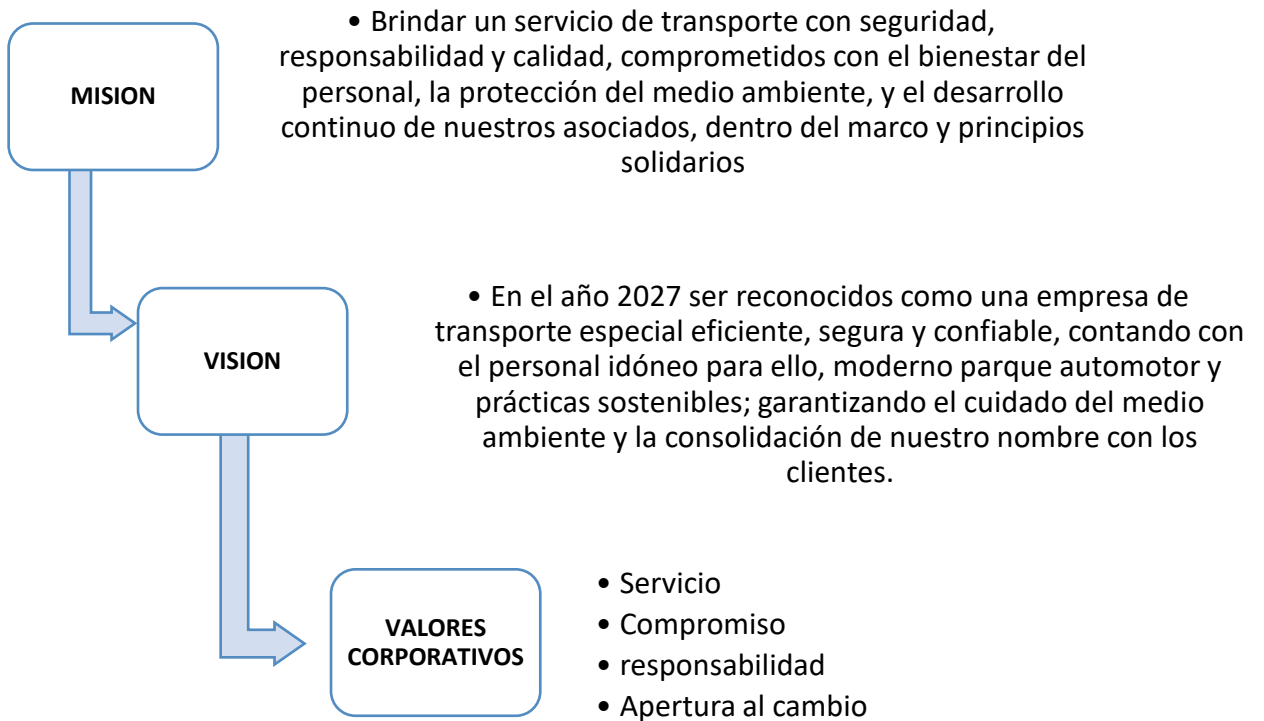 MISION
• Brindar un servicio de transporte con seguridad,
responsabilidad y calidad, comprometidos con el bienestar del
personal, la protección del medio ambiente, y el desarrollo
continuo de nuestros asociados, dentro del marco y principios
solidarios
VISION
• En el año 2027 ser reconocidos como una empresa de
transporte especial eficiente, segura y confiable, contando con
el personal idóneo para ello, moderno parque automotor y
prácticas sostenibles; garantizando el cuidado del medio
ambiente y la consolidación de nuestro nombre con los
clientes.
VALORES
CORPORATIVOS
• Servicio
• Compromiso
• responsabilidad
• Apertura al cambio